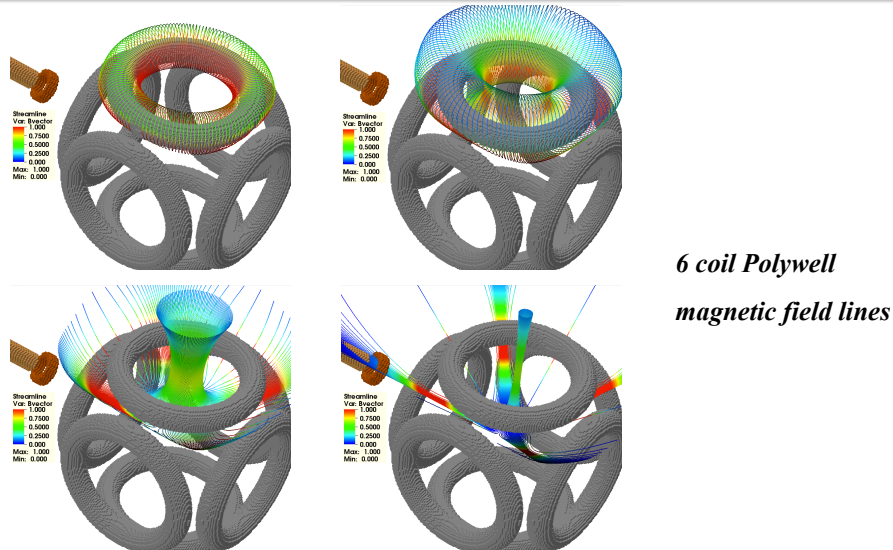 Streamline
Var: Bvector
1.000
0.7500
0.5000
0.2500
0.000
Max: 1.000
Min: 0.000
Streamline
Var: Bvector
1.000
0.7500
0.5000
0.2500
0.000
Max: 1.000
Min: 0.000
6 coil Polywell
magnetic field lines
Streamline
Var: Bvector
1.000
0.7500
0.5000
0.2500
0.000
Max: 1.000
Min: 0.000
Streamline
Var: Bvector
1.000
0.7500
0.5000
0.2500
0.000
Max: 1.000
Min: 0.000